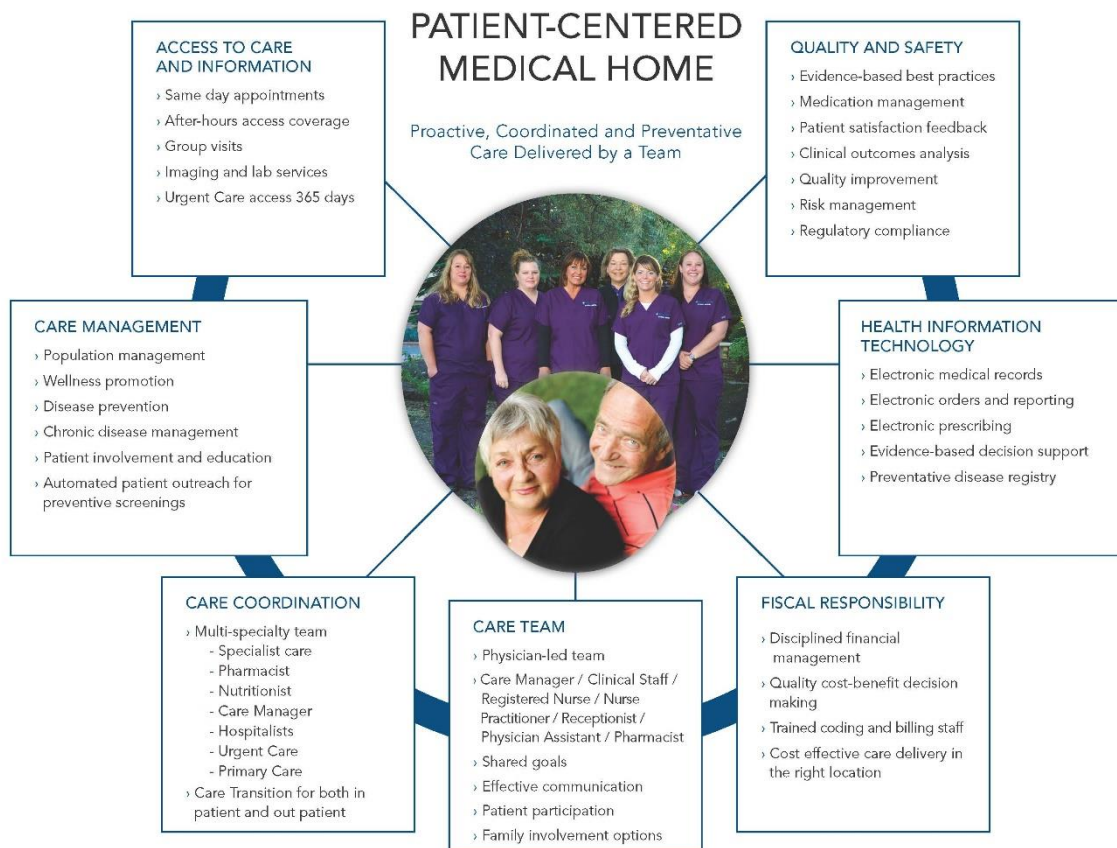 PATIENT-CENTERED
MEDICAL HOME
Proactive, Coordinated and Preventative
Care Delivered by a Team
ACCESS TO CARE
AND INFORMATION
› Same day appointments
› After-hours access coverage
› Group visits
› Imaging and lab services
› Urgent Care access 365 days
QUALITY AND SAFETY
› Evidence-based best practices
› Medication management
› Patient satisfaction feedback
› Clinical outcomes analysis
› Quality improvement
› Risk management
› Regulatory compliance
CARE MANAGEMENT
› Population management
› Wellness promotion
› Disease prevention
› Chronic disease management
› Patient involvement and education
› Automated patient outreach for
preventive screenings
HEALTH INFORMATION
TECHNOLOGY
› Electronic medical records
› Electronic orders and reporting
› Electronic prescribing
› Evidence-based decision support
› Preventative disease registry
CARE COORDINATION
› Multi-specialty team
- Specialist care
- Pharmacist
- Nutritionist
- Care Manager
- Hospitalists
- Urgent Care
- Primary Care
› Care Transition for both in
patient and out patient
CARE TEAM
› Physician-led team
› Care Manager / Clinical Staff /
Registered Nurse / Nurse
Practitioner / Receptionist /
Physician Assistant / Pharmacist
› Shared goals
› Effective communication
› Patient participation
› Family involvement options
FISCAL RESPONSIBILITY
› Disciplined financial
management
› Quality cost-benefit decision
making
› Trained coding and billing staff
› Cost effective care delivery in
the right location